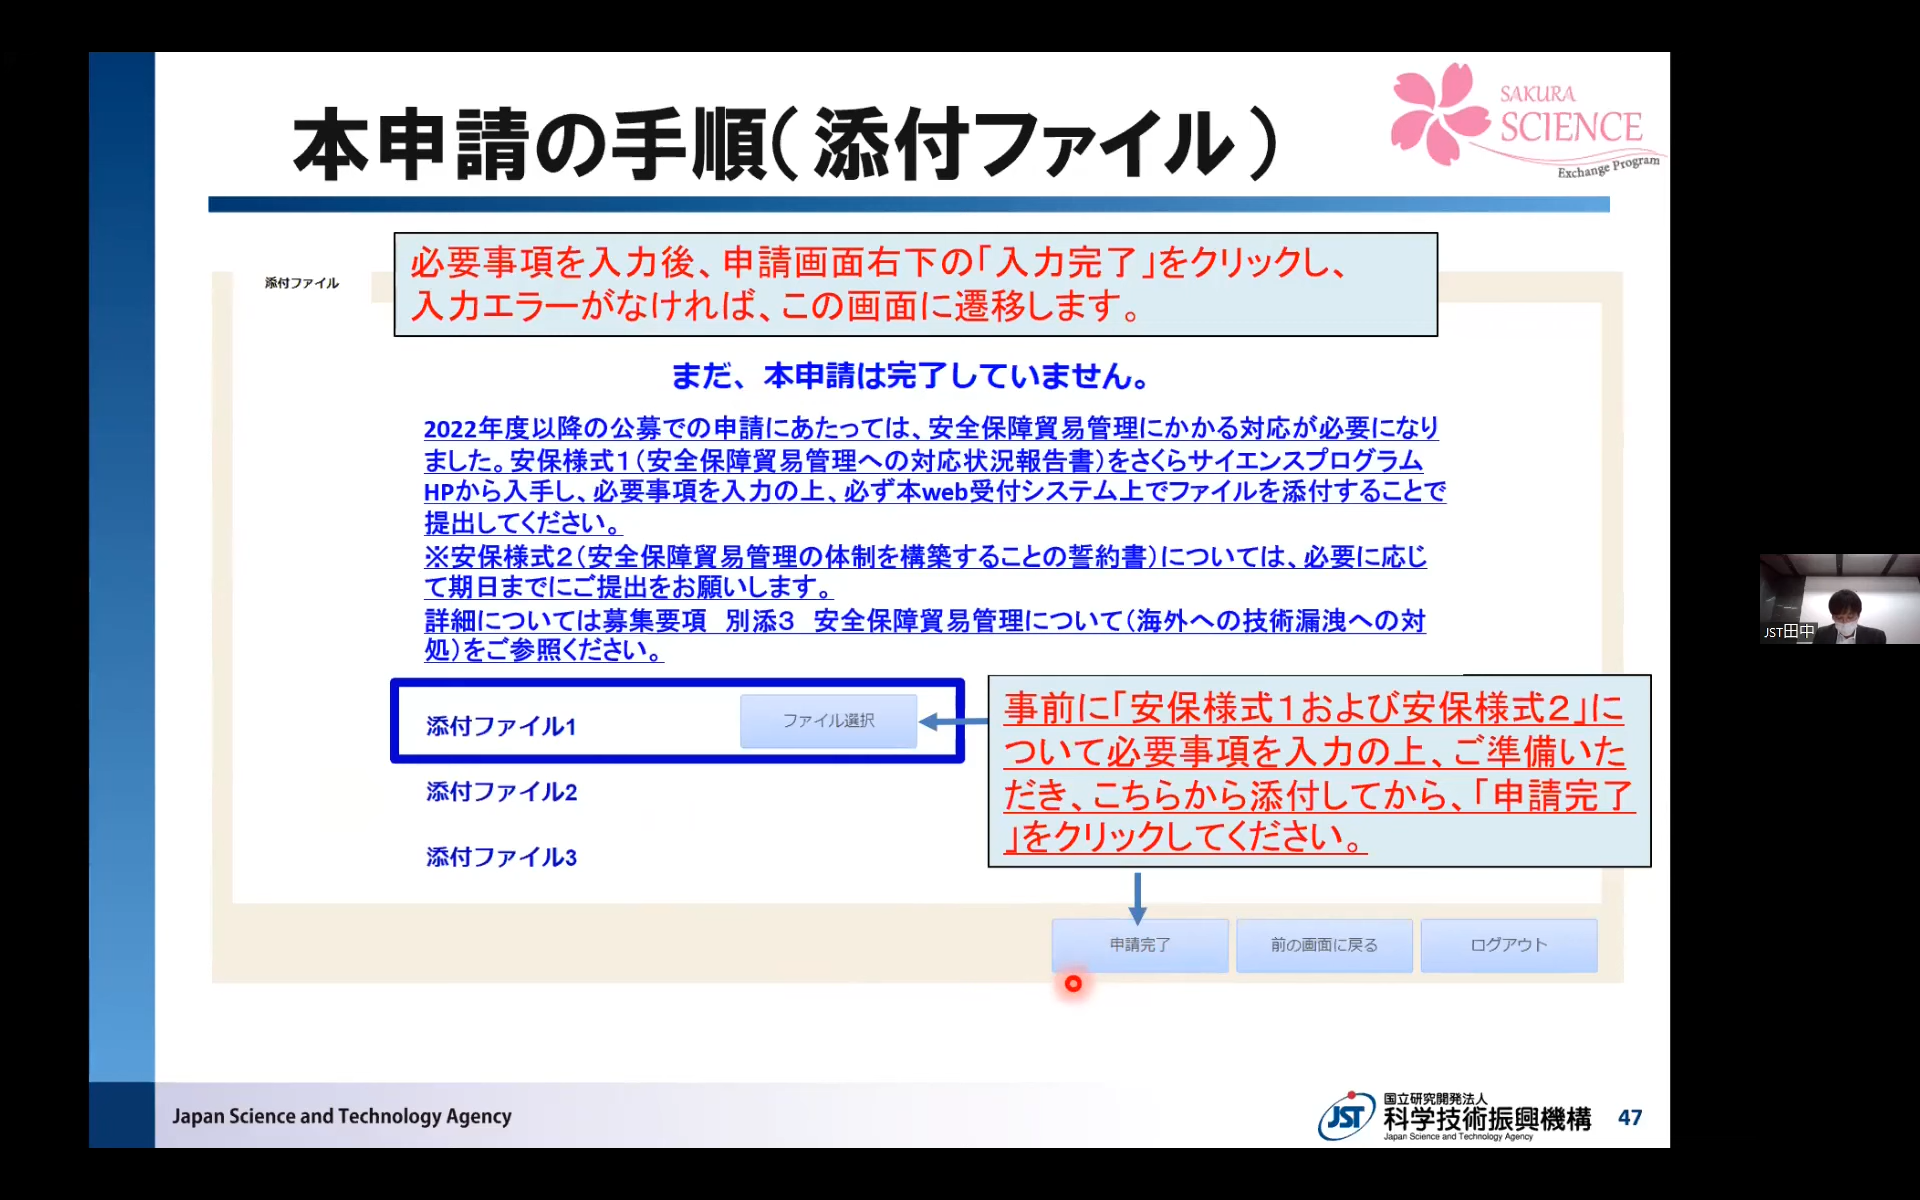 本申請の手順(添付ファイル)
SAKURA
SCIENCE
Exchange Program
添付ファイル
必要事項を入力後、申請画面右下の「入力完了」をクリックし、
入力エラーがなければ、この画面に遷移します。
まだ、本申請は完了していません。
2022年度以降の公募での申請にあたっては、安全保障貿易管理にかかる対応が必要になり
ました。安保様式1(安全保障貿易管理への対応状況報告書)をさくらサイエンスプログラム
HPから入手し、必要事項を入力の上、必ず本web受付システム上でファイルを添付することで
提出してください。
※安保様式2(安全保障貿易管理の体制を構築することの誓約書)については、必要に応じ
て期日までにご提出をお願いします。
詳細については募集要項 別添3 安全保障貿易管理について(海外への技術漏洩への対
処)をご参照ください。
添付ファイル1
ファイル選択
事前に「安保様式1および安保様式2」に
ついて必要事項を入力の上、ご準備いた
だき、こちらから添付してから、「申請完了
」をクリックしてください。
添付ファイル2
添付ファイル3
申請完了
前の画面に戻る
ログアウト
JST田中
Japan Science and Technology Agency
JST
国立研究開発法人
科学技術振興機構
Japan Science and Technology Agency
47